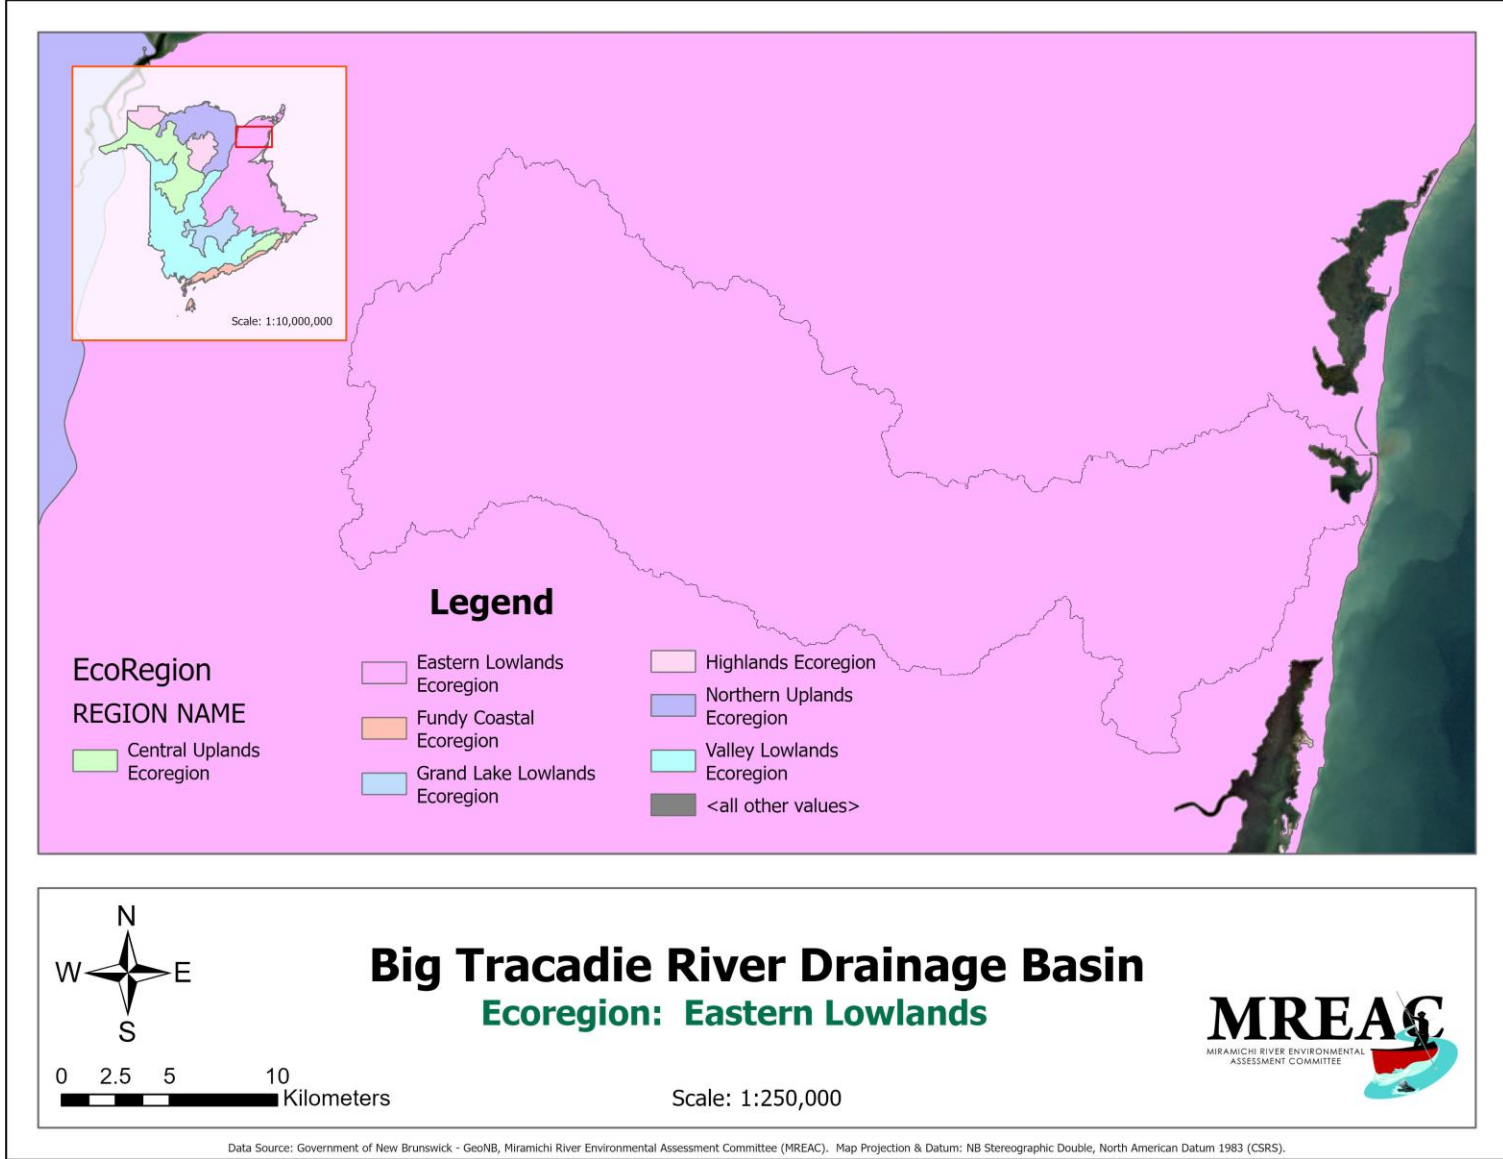 Scale: 1:10,000,000
Legend
EcoRegion
REGION NAME
Central Uplands
Ecoregion
Eastern Lowlands
Ecoregion
Fundy Coastal
Ecoregion
Grand Lake Lowlands
Ecoregion
Highlands Ecoregion
Northern Uplands
Ecoregion
Valley Lowlands
Ecoregion
<all other values>
N
W E
S
0 2.5 5 10
Kilometers
Big Tracadie River Drainage Basin
Ecoregion: Eastern Lowlands
Scale: 1:250,000
MREAC
MIRAMICHI RIVER ENVIRONMENTAL
ASSESSMENT COMMITTEE
Data Source: Government of New Brunswick - GeoNB, Miramichi River Environmental Assessment Committee (MREAC). Map Projection & Datum: NB Stereographic Double, North American Datum 1983 (CSRS).